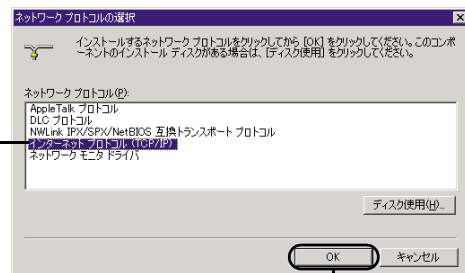 ネットワーク プロトコルの選択
インストールするネットワーク プロトコルをクリックしてから [OK] をクリックしてください。このコンポ
ーネントのインストール ディスクがある場合は、[ディスク使用] をクリックしてください。
ネットワーク プロトコル(P):
AppleTalk プロトコル
DLC プロトコル
NWLink IPX/SPX/NetBIOS 互換トランスポート プロトコル
インターネット プロトコル (TCP/IP)
ネットワーク モニタ ドライバ
ディスク使用(H)...
OK
キャンセル